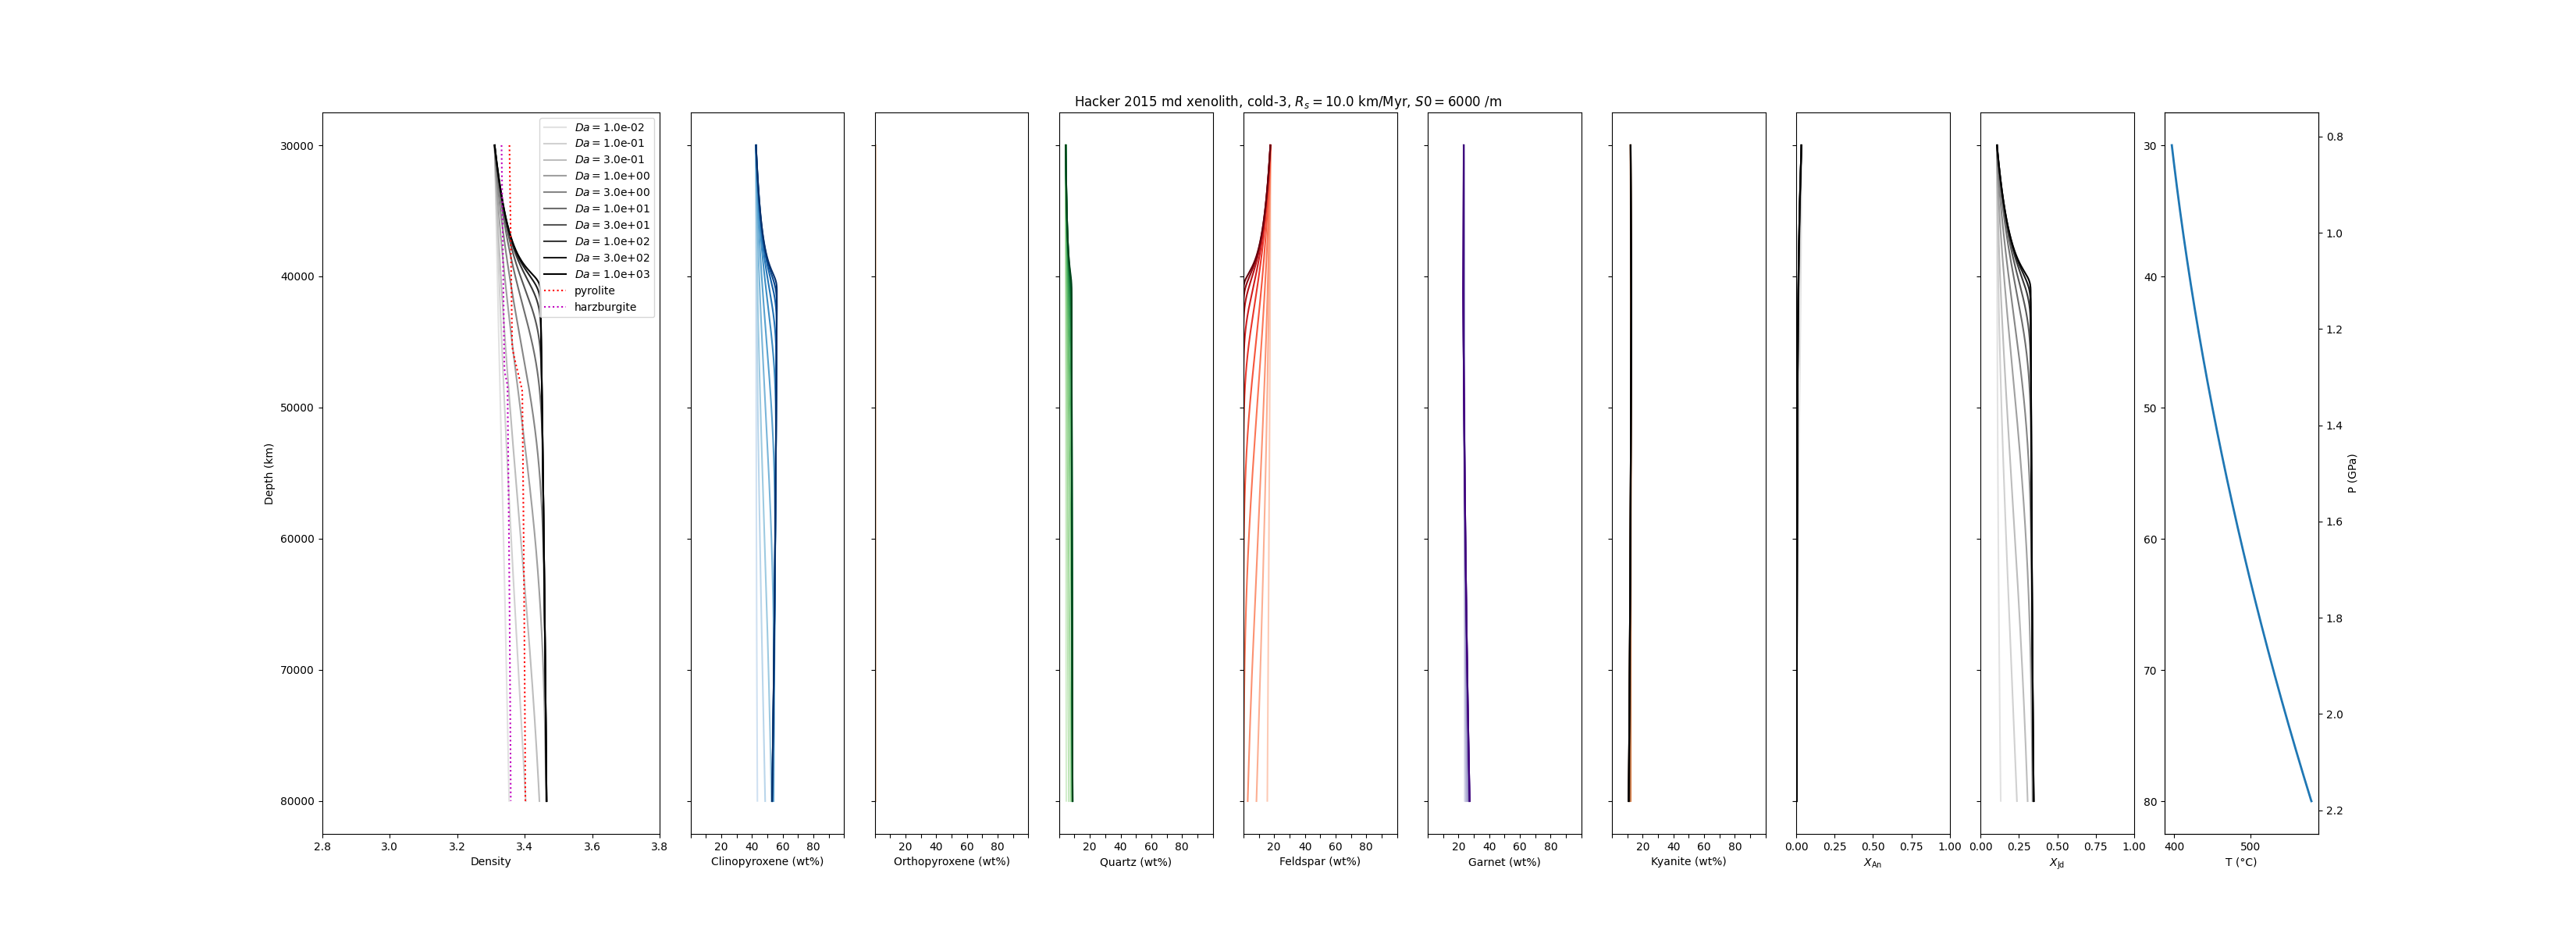 Hacker 2015 md xenolith, cold-3, R_s = 10.0 km/Myr, S0 = 6000 /m
Da = 1.0e-02
Da = 1.0e-01
Da = 3.0e-01
Da = 1.0e+00
Da = 3.0e+00
Da = 1.0e+01
Da = 3.0e+01
Da = 1.0e+02
Da = 3.0e+02
Da = 1.0e+03
pyrolite
harzburgite
Depth (km)
30000
40000
50000
60000
70000
80000
2.8 3.0 3.2 3.4 3.6 3.8
Density
20 40 60 80
Clinopyroxene (wt%)
20 40 60 80
Orthopyroxene (wt%)
20 40 60 80
Quartz (wt%)
20 40 60 80
Feldspar (wt%)
20 40 60 80
Garnet (wt%)
20 40 60 80
Kyanite (wt%)
0.00 0.25 0.50 0.75 1.00
X_An
0.00 0.25 0.50 0.75 1.00
X_Jd
30
40
50
60
70
80
400 500
T (°C)
0.8
1.0
1.2
1.4
1.6
1.8
2.0
2.2
P (GPa)